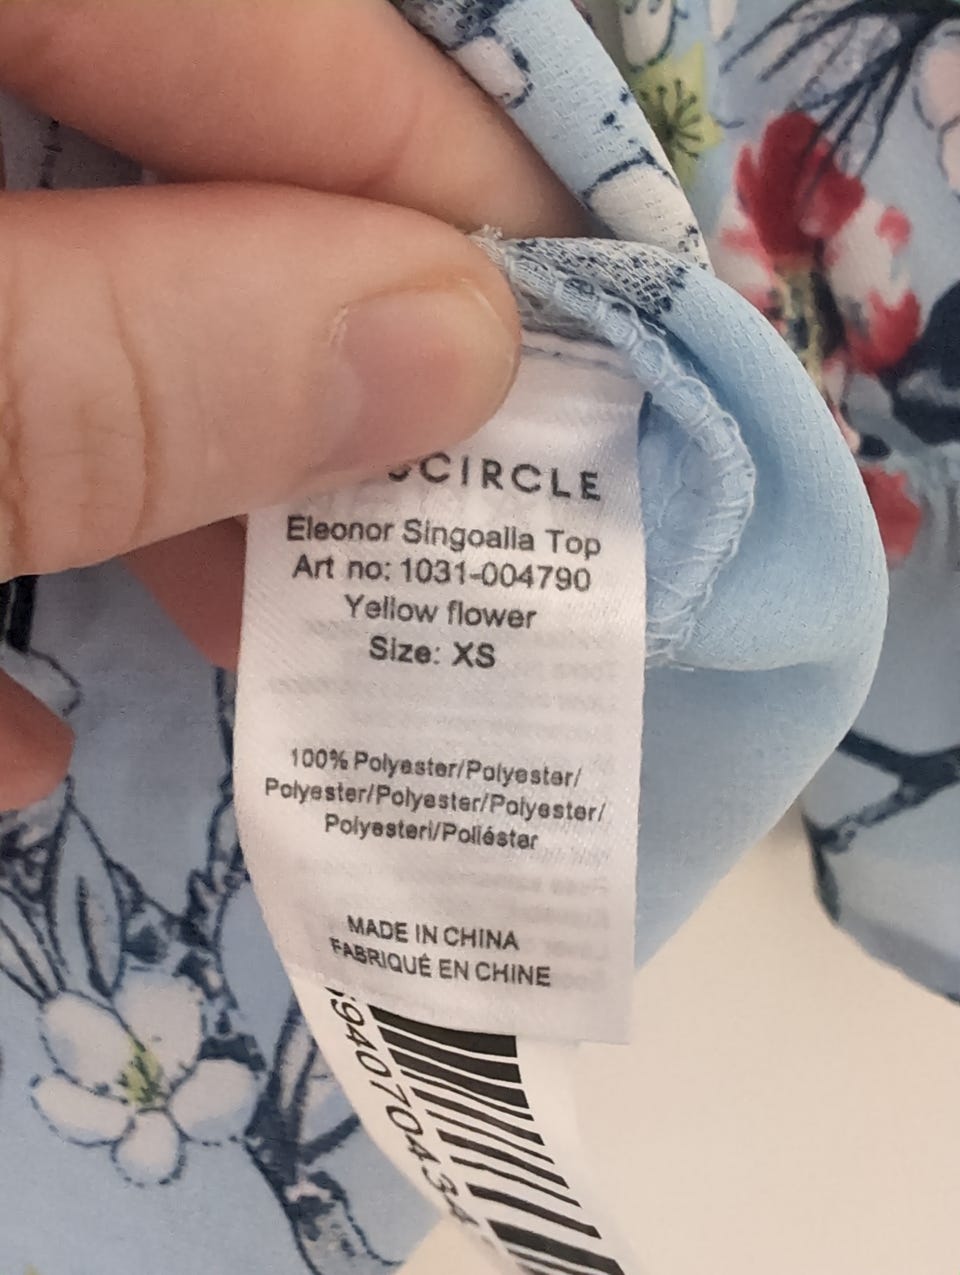 CIRCLE
Eleonor Singoalla Top
Art no: 1031-004790
Yellow flower
Size: XS
100% Polyester/Polyester/
Polyester/Polyester/Polyester/
Polyesteri/Poliéster
MADE IN CHINA
FABRIQUÉ EN CHINE